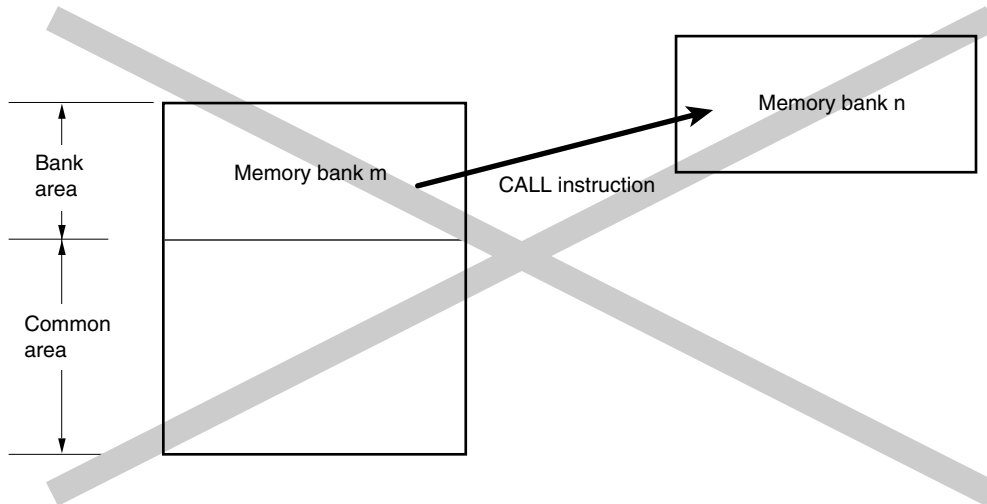 Memory bank n
Bank
area
Memory bank m
CALL instruction
Common
area